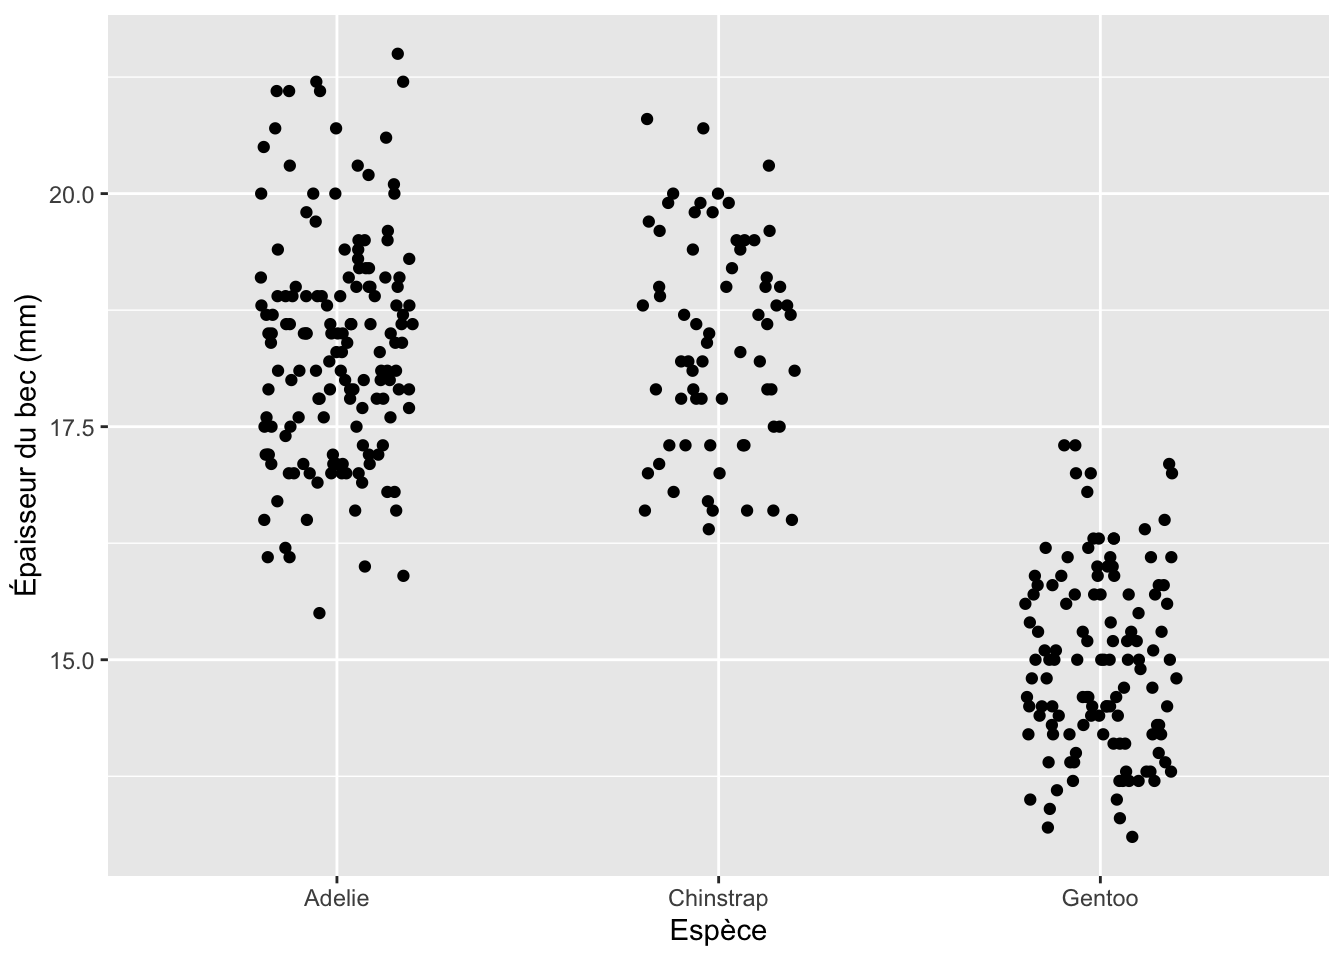 Épaisseur du bec (mm)
20.0
17.5
15.0
Adelie
Chinstrap
Gentoo
Espèce